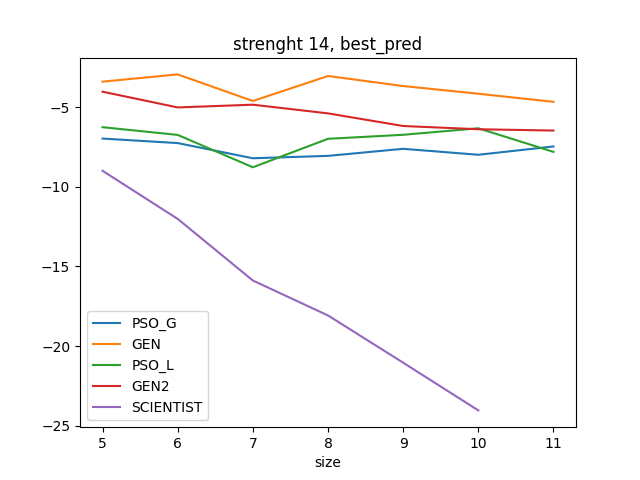 strenght 14, best_pred
−5
−10
−15
−20
−25
PSO_G
GEN
PSO_L
GEN2
SCIENTIST
5 6 7 8 9 10 11
size